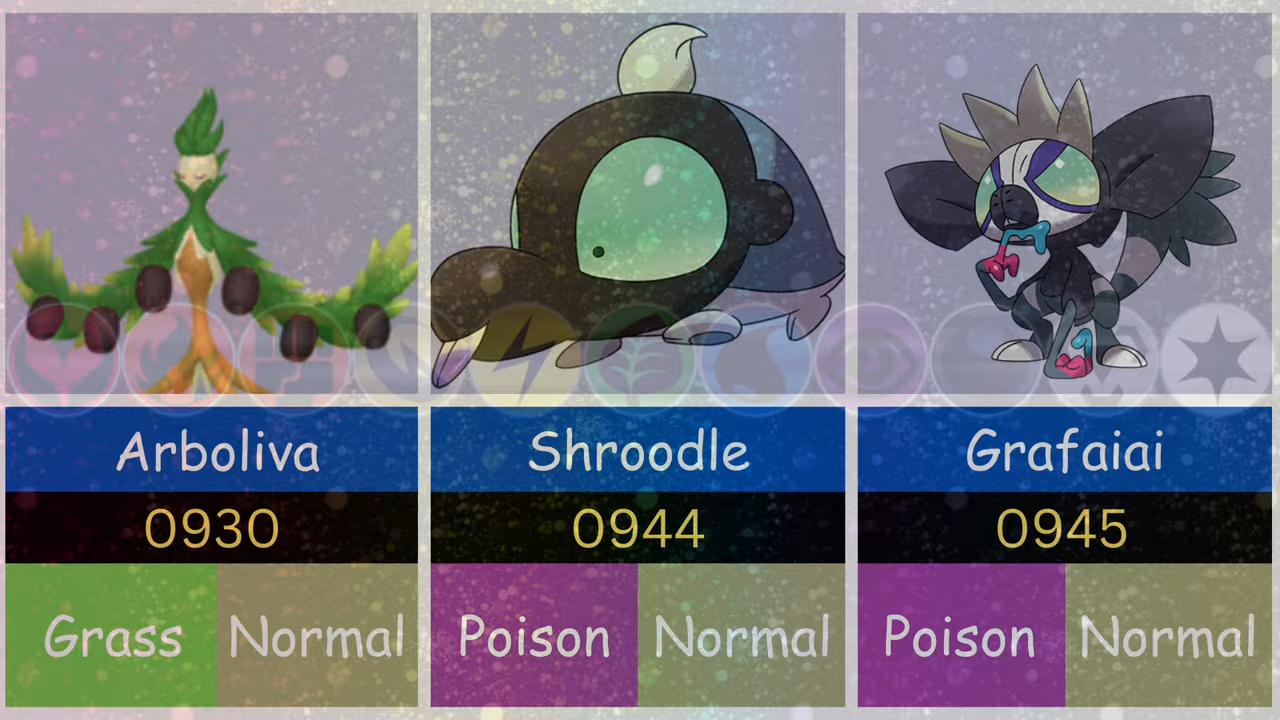 Arboliva
Shroodle
Grafaiai
0930
0944
0945
Grass Normal
Poison Normal
Poison Normal